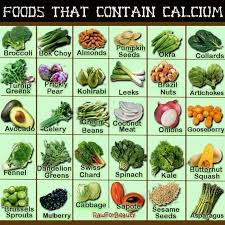 FOODS THAT CONTAIN CALCIUM
Broccoli
Bok Choy
Almonds
Pumpkin
Seeds
Okra
Collards
Turnip
Greens
Prickly
Pear
Kohlrabi
Leeks
Brazil
Nuts
Artichokes
Avocado
Celery
Green
Beans
Coconut
Meat
Onions
Gooseberry
Fennel
Dandelion
Greens
Swiss
Chard
Spinach
Kale
Butternut
Squash
Brussels
Sprouts
Mulberry
Cabbage
Sapote
Sesame
Seeds
Asparagus
RawForBeauty